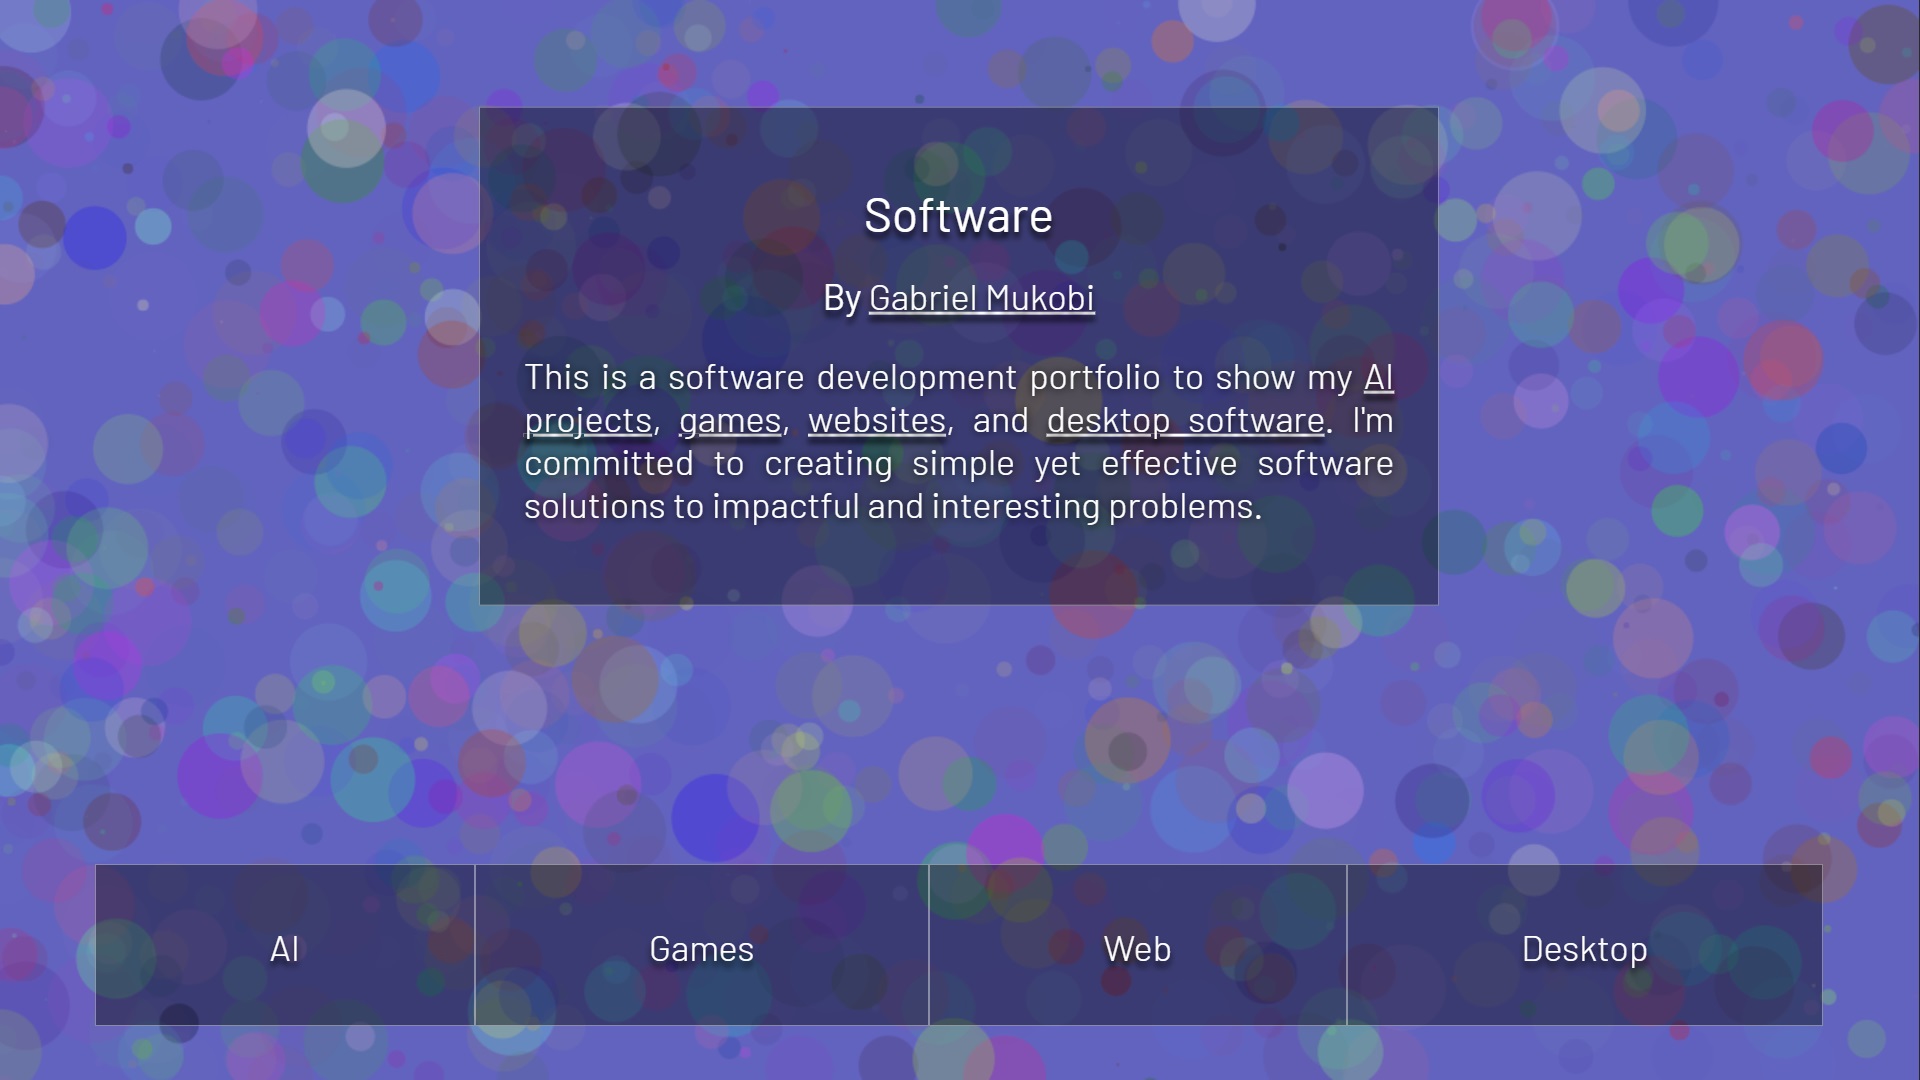 Software
By Gabriel Mukobi
This is a software development portfolio to show my AI
projects, games, websites, and desktop software. I'm
committed to creating simple yet effective software
solutions to impactful and interesting problems.
AI
Games
Web
Desktop